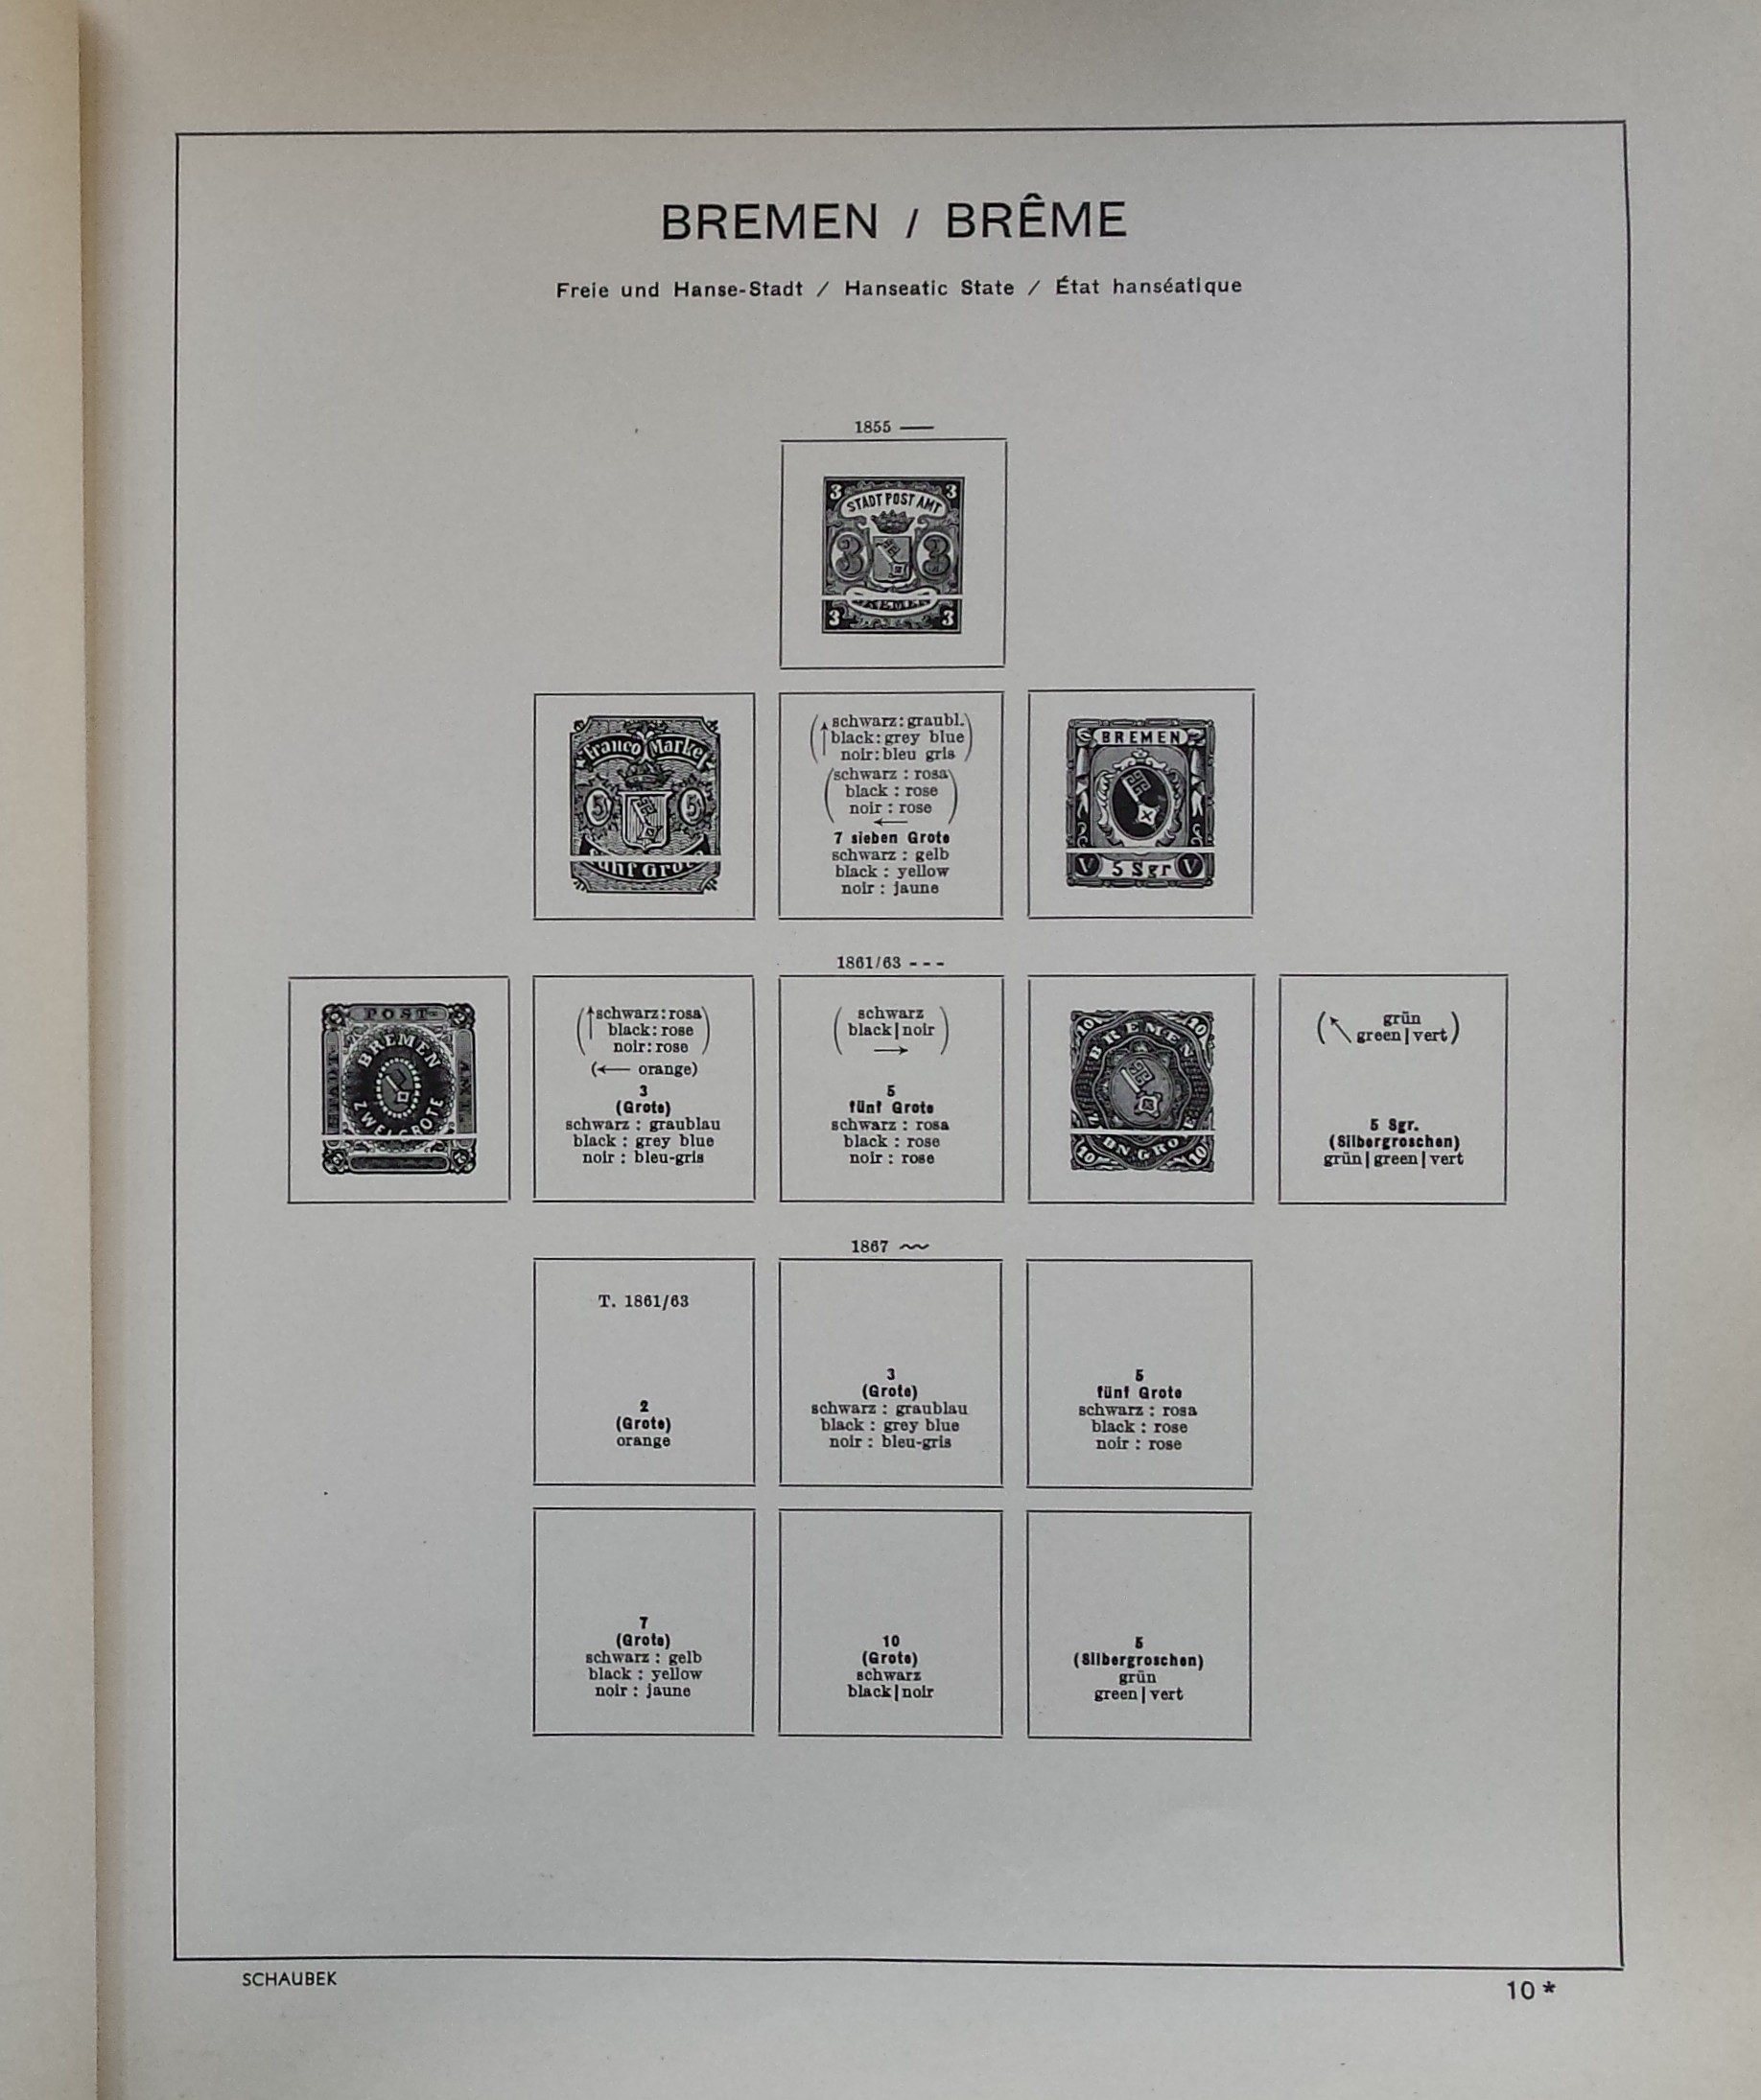 BREMEN / BRÊME
Freie und Hanse-Stadt / Hanseatic State / État hanséatique
1855 —
3 3
STADT POST AMT
3 3
BREMEN
3 3
Franco Marke
5 5
fünf Grote
(↑ schwarz: graubl.
black: grey blue
noir: bleu gris)
(schwarz : rosa
black : rose
noir : rose)
←
7 sieben Grote
schwarz : gelb
black : yellow
noir : jaune
BREMEN
V 5 Sgr V
1861/63 - - -
POST
STADT AMT
BREMEN
ZWEI GROTE
(↑ schwarz: rosa
black: rose
noir: rose)
(← orange)
3
(Grote)
schwarz : graublau
black : grey blue
noir : bleu-gris
(schwarz
black|noir)
→
5
fünf Grote
schwarz : rosa
black : rose
noir : rose
10 10
BREMEN
10 10
(↖ grün
green|vert)
5 Sgr.
(Silbergroschen)
grün|green|vert
1867 ~~
T. 1861/63
2
(Grote)
orange
3
(Grote)
schwarz : graublau
black : grey blue
noir : bleu-gris
5
fünf Grote
schwarz : rosa
black : rose
noir : rose
7
(Grote)
schwarz : gelb
black : yellow
noir : jaune
10
(Grote)
schwarz
black|noir
5
(Silbergroschen)
grün
green|vert
SCHAUBEK
10 *